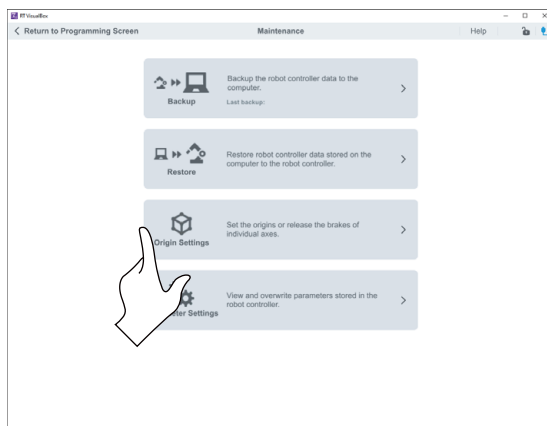 RT VisualBox
Return to Programming Screen
Maintenance
Help
Backup the robot controller data to the
computer.
Backup
Last backup:
Restore robot controller data stored on the
computer to the robot controller.
Restore
Set the origins or release the brakes of
individual axes.
Origin Settings
View and overwrite parameters stored in the
robot controller.
Settings